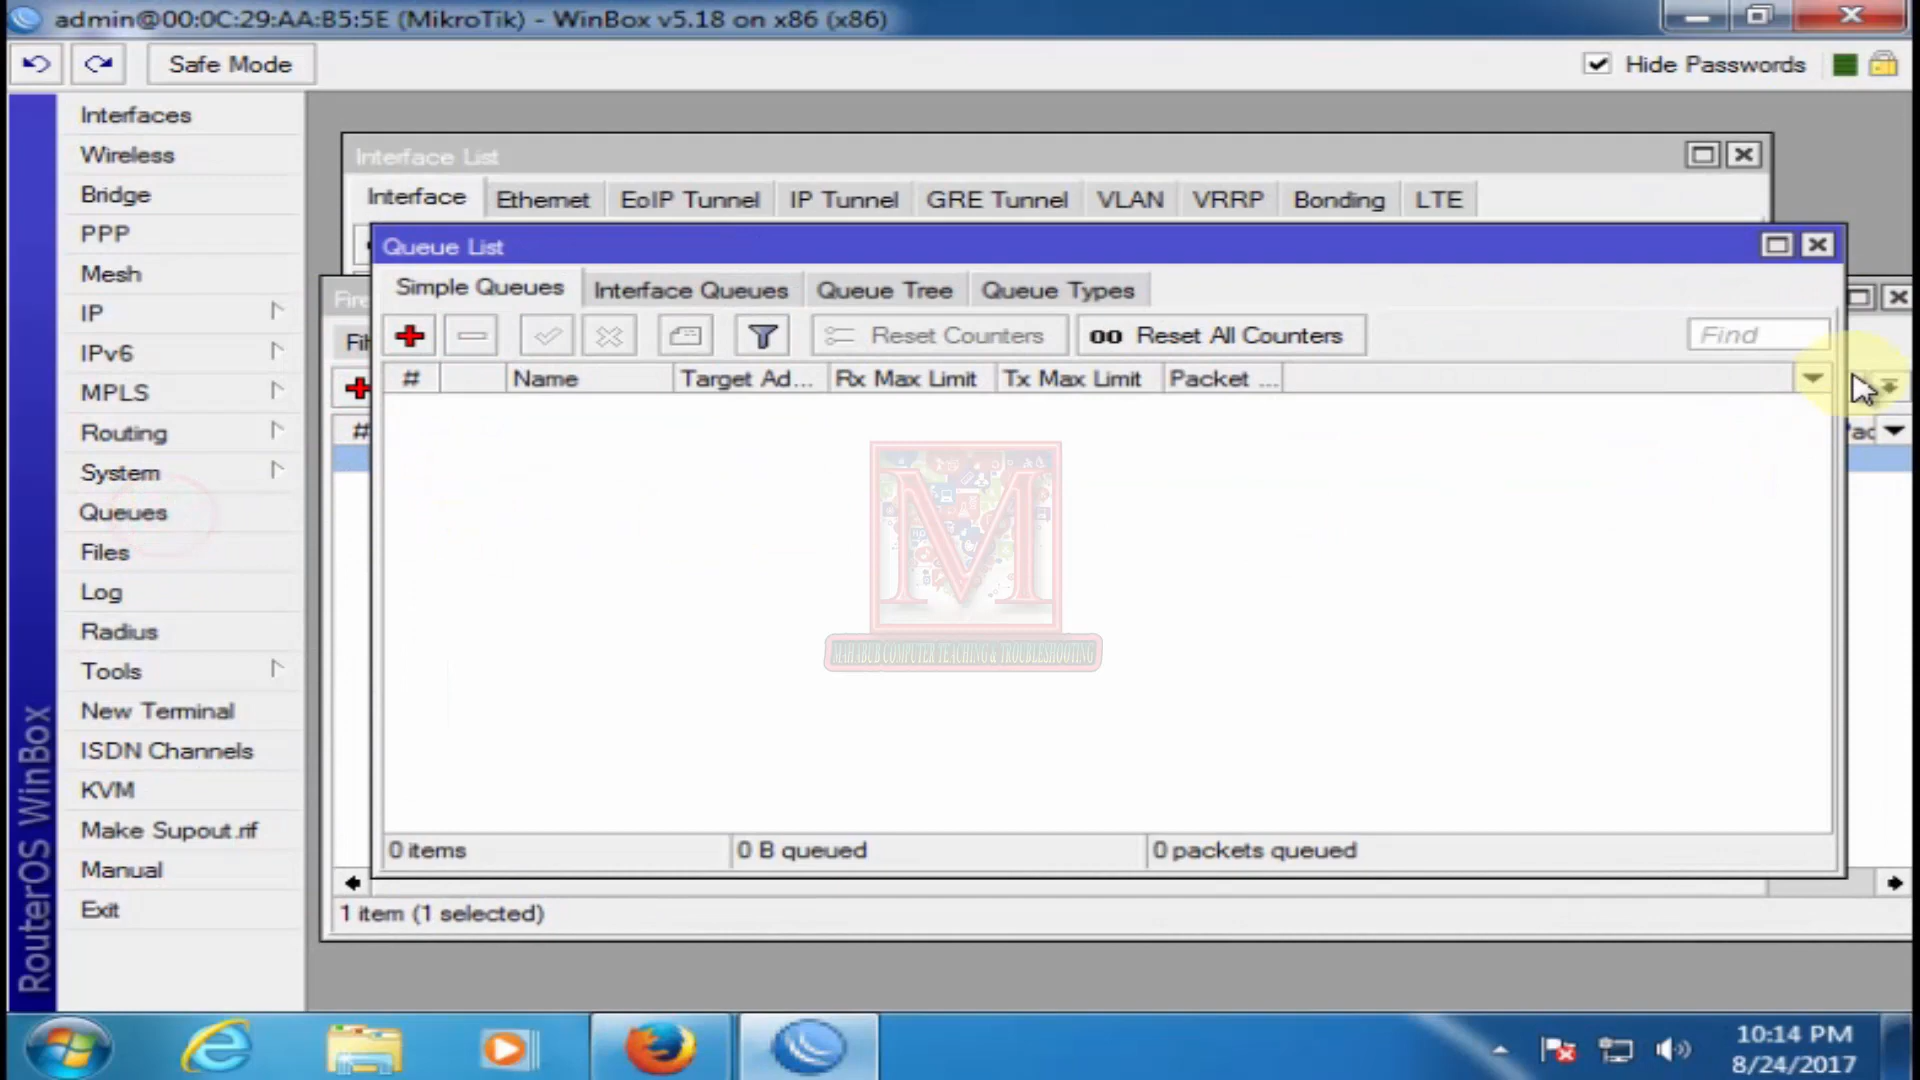 admin@00:0C:29:AA:B5:5E (MikroTik) - WinBox v5.18 on x86 (x86)
Safe Mode
Hide Passwords
Interfaces
Wireless
Bridge
PPP
Mesh
IP
IPv6
MPLS
Routing
System
Queues
Files
Log
Radius
Tools
New Terminal
ISDN Channels
KVM
Make Supout.rif
Manual
Exit
RouterOS WinBox
Interface List
Interface Ethernet EoIP Tunnel IP Tunnel GRE Tunnel VLAN VRRP Bonding LTE
Queue List
Simple Queues Interface Queues Queue Tree Queue Types
Reset Counters 00 Reset All Counters Find
# Name Target Ad... Rx Max Limit Tx Max Limit Packet ...
#
M
MAHABUB COMPUTER TEACHING & TROUBLESHOOTING
0 items 0 B queued 0 packets queued
1 item (1 selected)
10:14 PM
8/24/2017